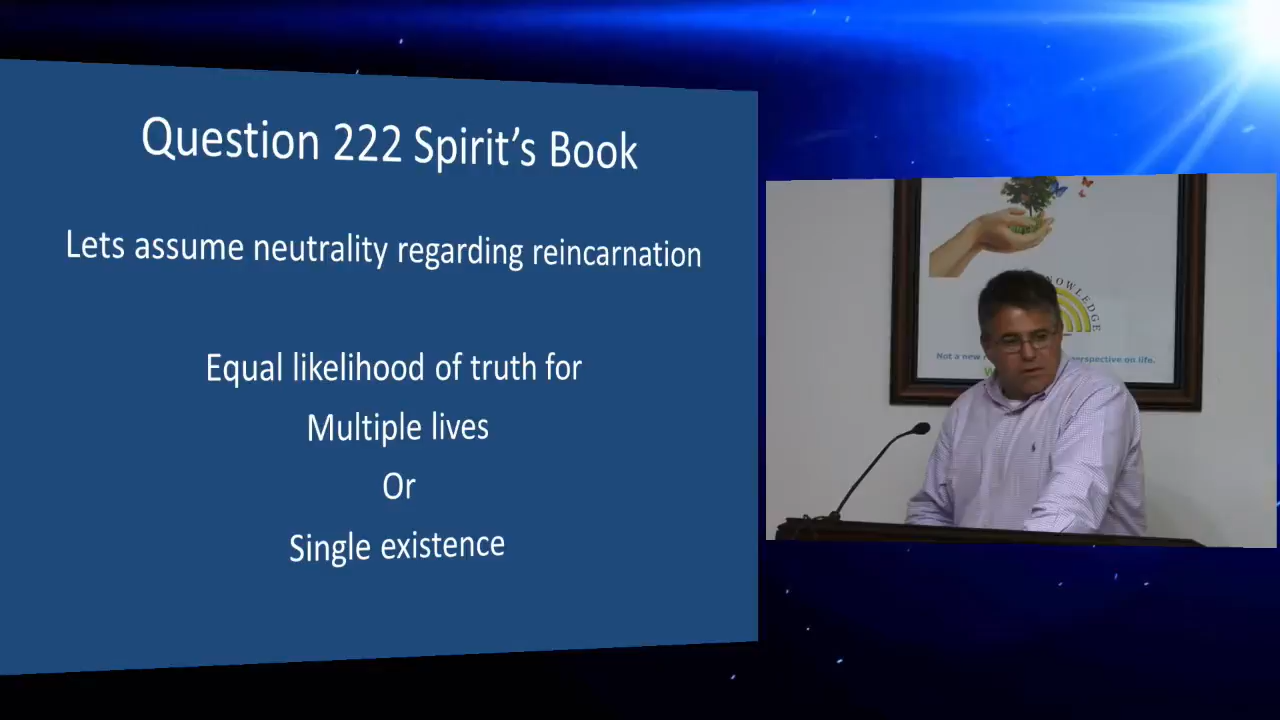 Question 222 Spirit's Book
Lets assume neutrality regarding reincarnation
Equal likelihood of truth for
Multiple lives
Or
Single existence
NOWLEDGE
Not a new
perspective on life.